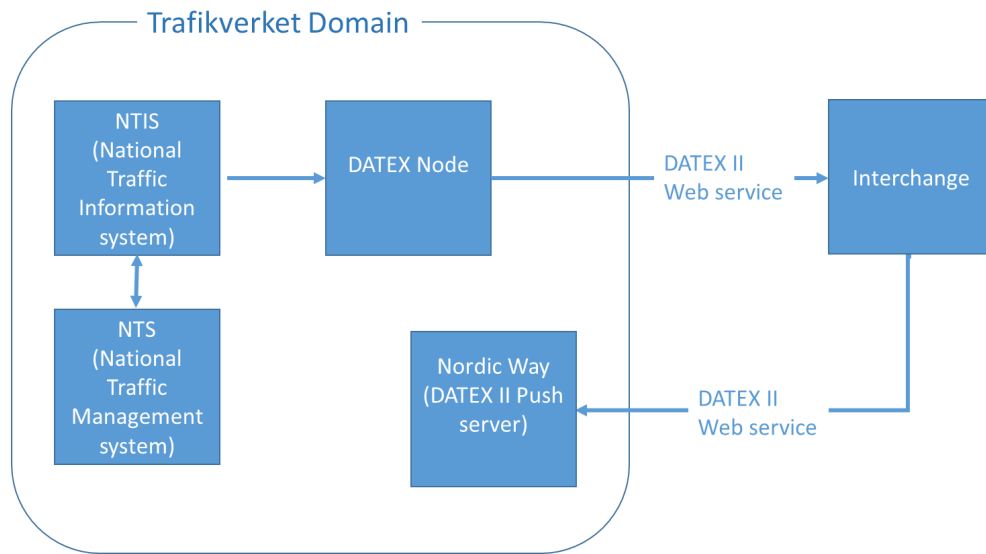 Trafikverket Domain
NTIS
(National
Traffic
Information
system)
DATEX Node
DATEX II
Web service
Interchange
NTS
(National
Traffic
Management
system)
Nordic Way
(DATEX II Push
server)
DATEX II
Web service